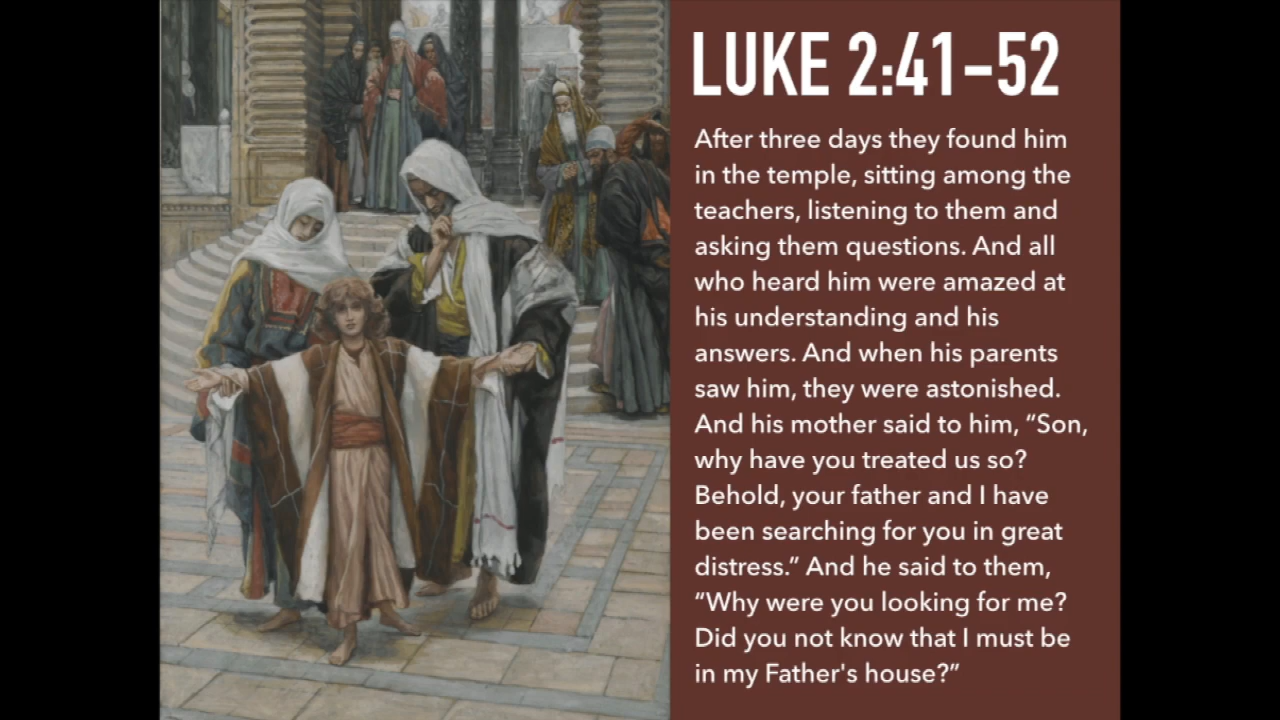 LUKE 2:41–52
After three days they found him
in the temple, sitting among the
teachers, listening to them and
asking them questions. And all
who heard him were amazed at
his understanding and his
answers. And when his parents
saw him, they were astonished.
And his mother said to him, “Son,
why have you treated us so?
Behold, your father and I have
been searching for you in great
distress.” And he said to them,
“Why were you looking for me?
Did you not know that I must be
in my Father's house?”